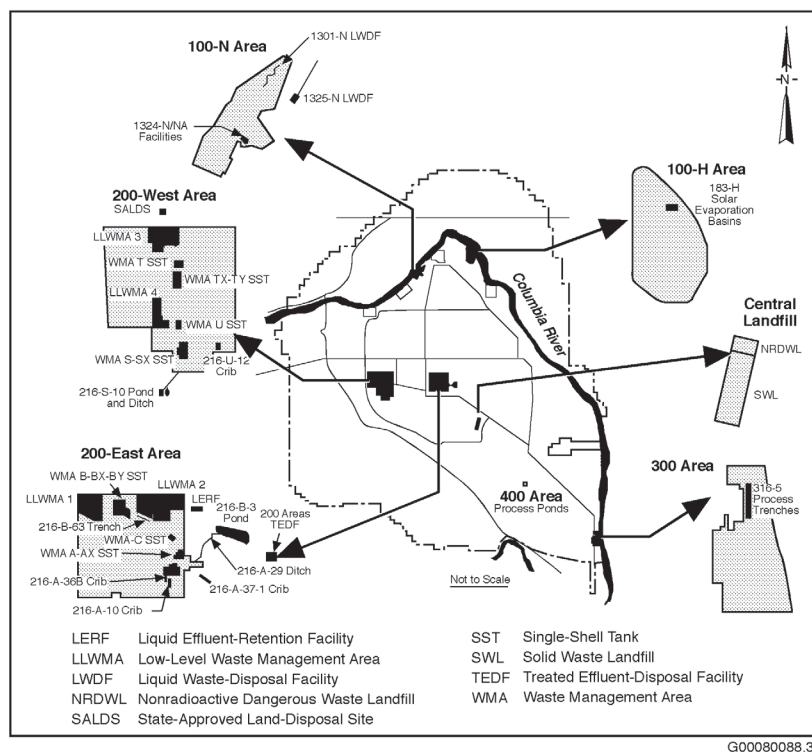 100-N Area
1301-N LWDF
1325-N LWDF
1324-N/NA
Facilities
-N-
200-West Area
SALDS
LLWMA 3
WMA T SST
WMA TX-TY SST
LLWMA 4
WMA U SST
WMA S-SX SST
216-U-12
Crib
216-S-10 Pond
and Ditch
100-H Area
183-H
Solar
Evaporation
Basins
Columbia River
Central
Landfill
NRDWL
SWL
200-East Area
WMA B-BX-BY SST
LLWMA 1
LLWMA 2
LERF
216-B-3
Pond
216-B-63 Trench
WMA-C SST
WMA A-AX SST
200 Areas
TEDF
216-A-29 Ditch
216-A-36B Crib
216-A-37-1 Crib
216-A-10 Crib
400 Area
Process Ponds
300 Area
316-5
Process
Trenches
Not to Scale
LERF Liquid Effluent-Retention Facility
LLWMA Low-Level Waste Management Area
LWDF Liquid Waste-Disposal Facility
NRDWL Nonradioactive Dangerous Waste Landfill
SALDS State-Approved Land-Disposal Site
SST Single-Shell Tank
SWL Solid Waste Landfill
TEDF Treated Effluent-Disposal Facility
WMA Waste Management Area
G00080088.3